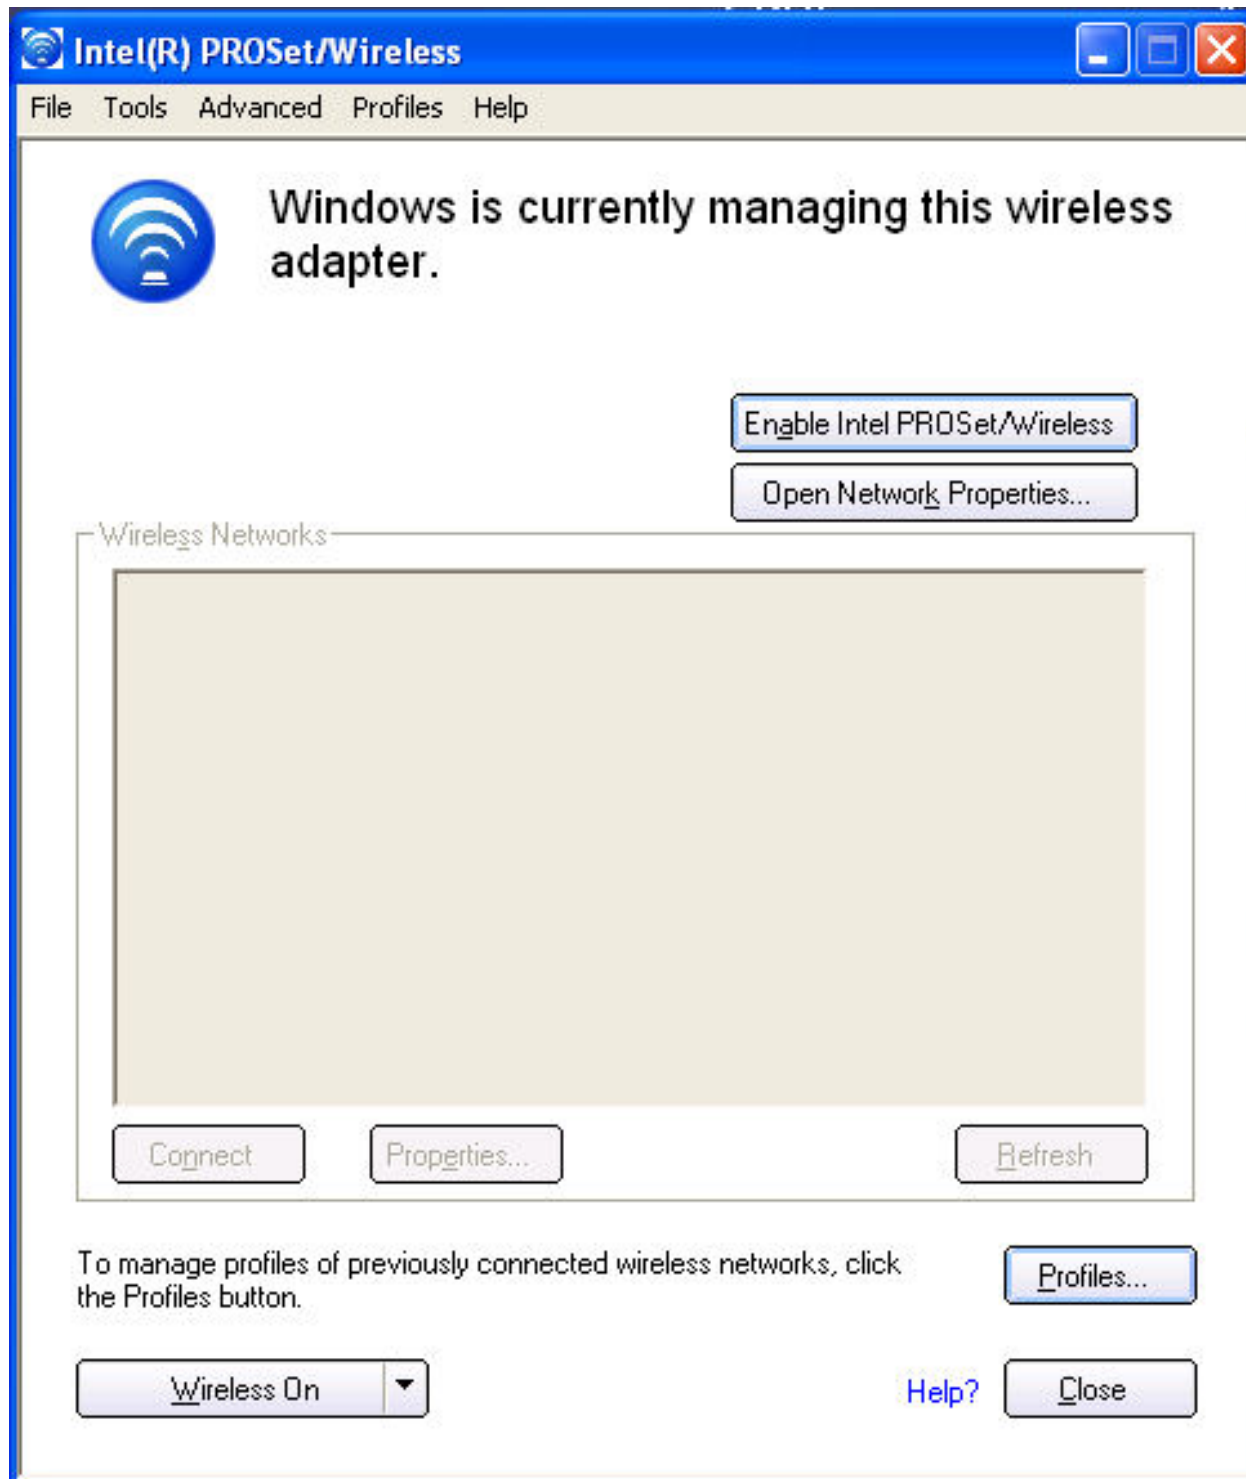 Intel(R) PROSet/Wireless
File Tools Advanced Profiles Help
Windows is currently managing this wireless
adapter.
Enable Intel PROSet/Wireless
Open Network Properties...
Wireless Networks
Connect Properties... Refresh
To manage profiles of previously connected wireless networks, click
the Profiles button.
Profiles...
Wireless On
Help? Close